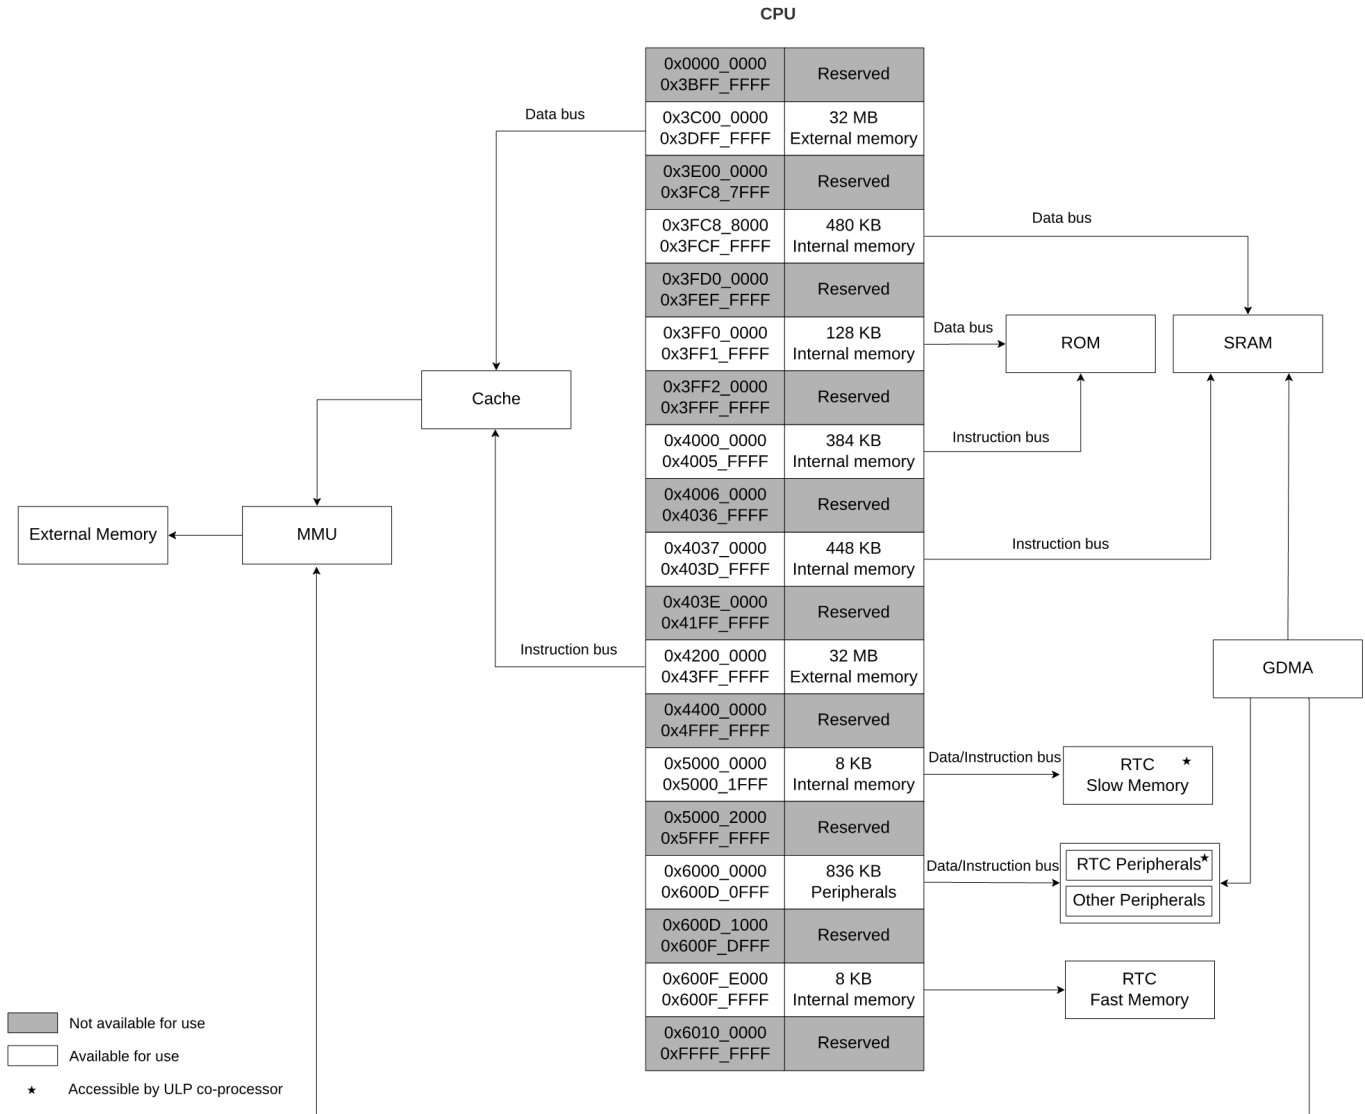 CPU
0x0000_0000
0x3BFF_FFFF
Reserved
Data bus
0x3C00_0000
0x3DFF_FFFF
32 MB
External memory
0x3E00_0000
0x3FC8_7FFF
Reserved
0x3FC8_8000
0x3FCF_FFFF
480 KB
Internal memory
Data bus
0x3FD0_0000
0x3FEF_FFFF
Reserved
0x3FF0_0000
0x3FF1_FFFF
128 KB
Internal memory
Data bus
ROM
SRAM
0x3FF2_0000
0x3FFF_FFFF
Reserved
Cache
0x4000_0000
0x4005_FFFF
384 KB
Internal memory
Instruction bus
0x4006_0000
0x4036_FFFF
Reserved
External Memory
MMU
0x4037_0000
0x403D_FFFF
448 KB
Internal memory
Instruction bus
0x403E_0000
0x41FF_FFFF
Reserved
Instruction bus
0x4200_0000
0x43FF_FFFF
32 MB
External memory
GDMA
0x4400_0000
0x4FFF_FFFF
Reserved
0x5000_0000
0x5000_1FFF
8 KB
Internal memory
Data/Instruction bus
RTC
Slow Memory
0x5000_2000
0x5FFF_FFFF
Reserved
0x6000_0000
0x600D_0FFF
836 KB
Peripherals
Data/Instruction bus
RTC Peripherals
Other Peripherals
0x600D_1000
0x600F_DFFF
Reserved
0x600F_E000
0x600F_FFFF
8 KB
Internal memory
RTC
Fast Memory
0x6010_0000
0xFFFF_FFFF
Reserved
Not available for use
Available for use
Accessible by ULP co-processor